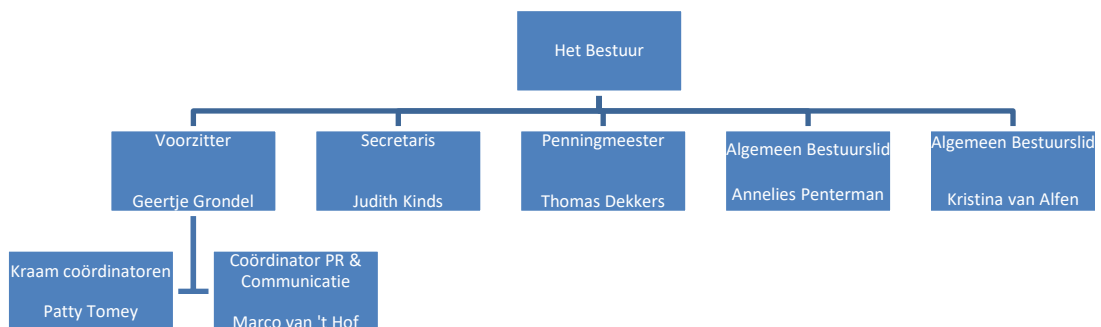 Het Bestuur
Voorzitter
Geertje Grondel
Secretaris
Judith Kinds
Penningmeester
Thomas Dekkers
Algemeen Bestuurslid
Annelies Penterman
Algemeen Bestuurslid
Kristina van Alfen
Kraam coördinatoren
Patty Tomey
Coördinator PR &
Communicatie
Marco van 't Hof